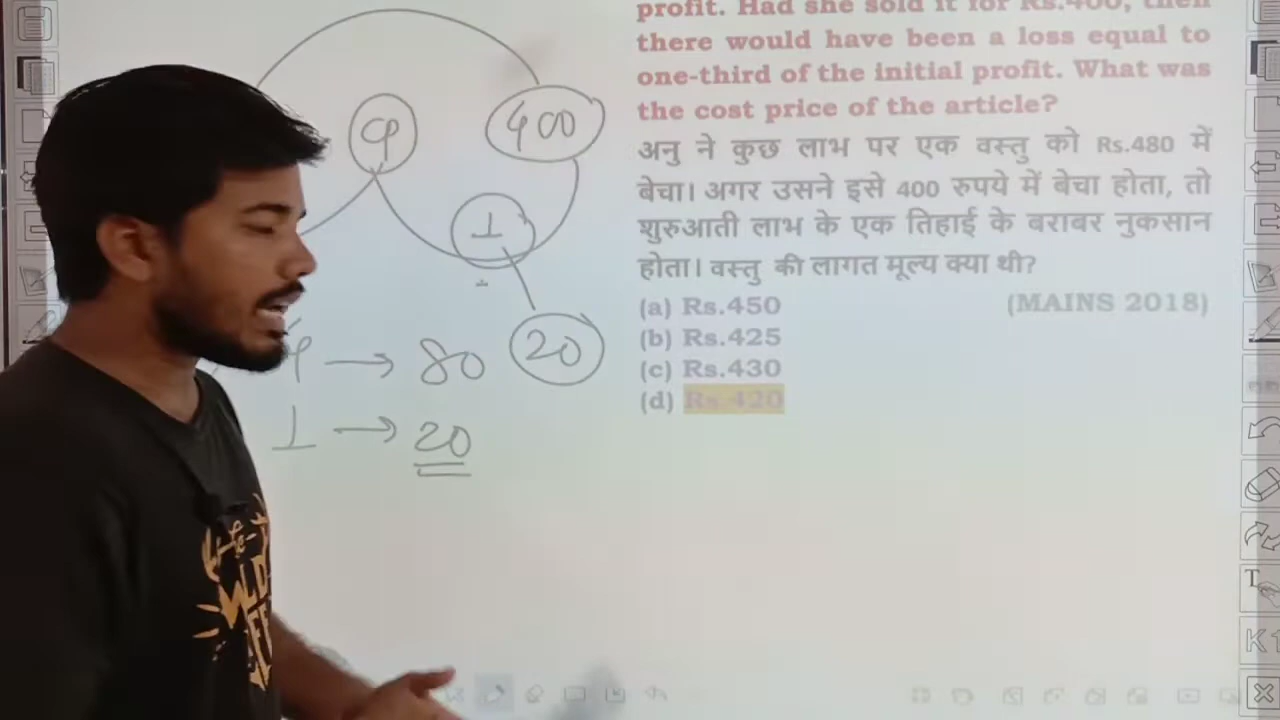 profit. Had she sold it for Rs.400, then
there would have been a loss equal to
one-third of the initial profit. What was
the cost price of the article?
अनु ने कुछ लाभ पर एक वस्तु को Rs.480 में
बेचा। अगर उसने इसे 400 रुपये में बेचा होता, तो
शुरुआती लाभ के एक तिहाई के बराबर नुकसान
होता। वस्तु की लागत मूल्य क्या थी?
(a) Rs.450 (MAINS 2018)
(b) Rs.425
(c) Rs.430
(d) Rs.420
400
1
20
4 → 80
1 → 20